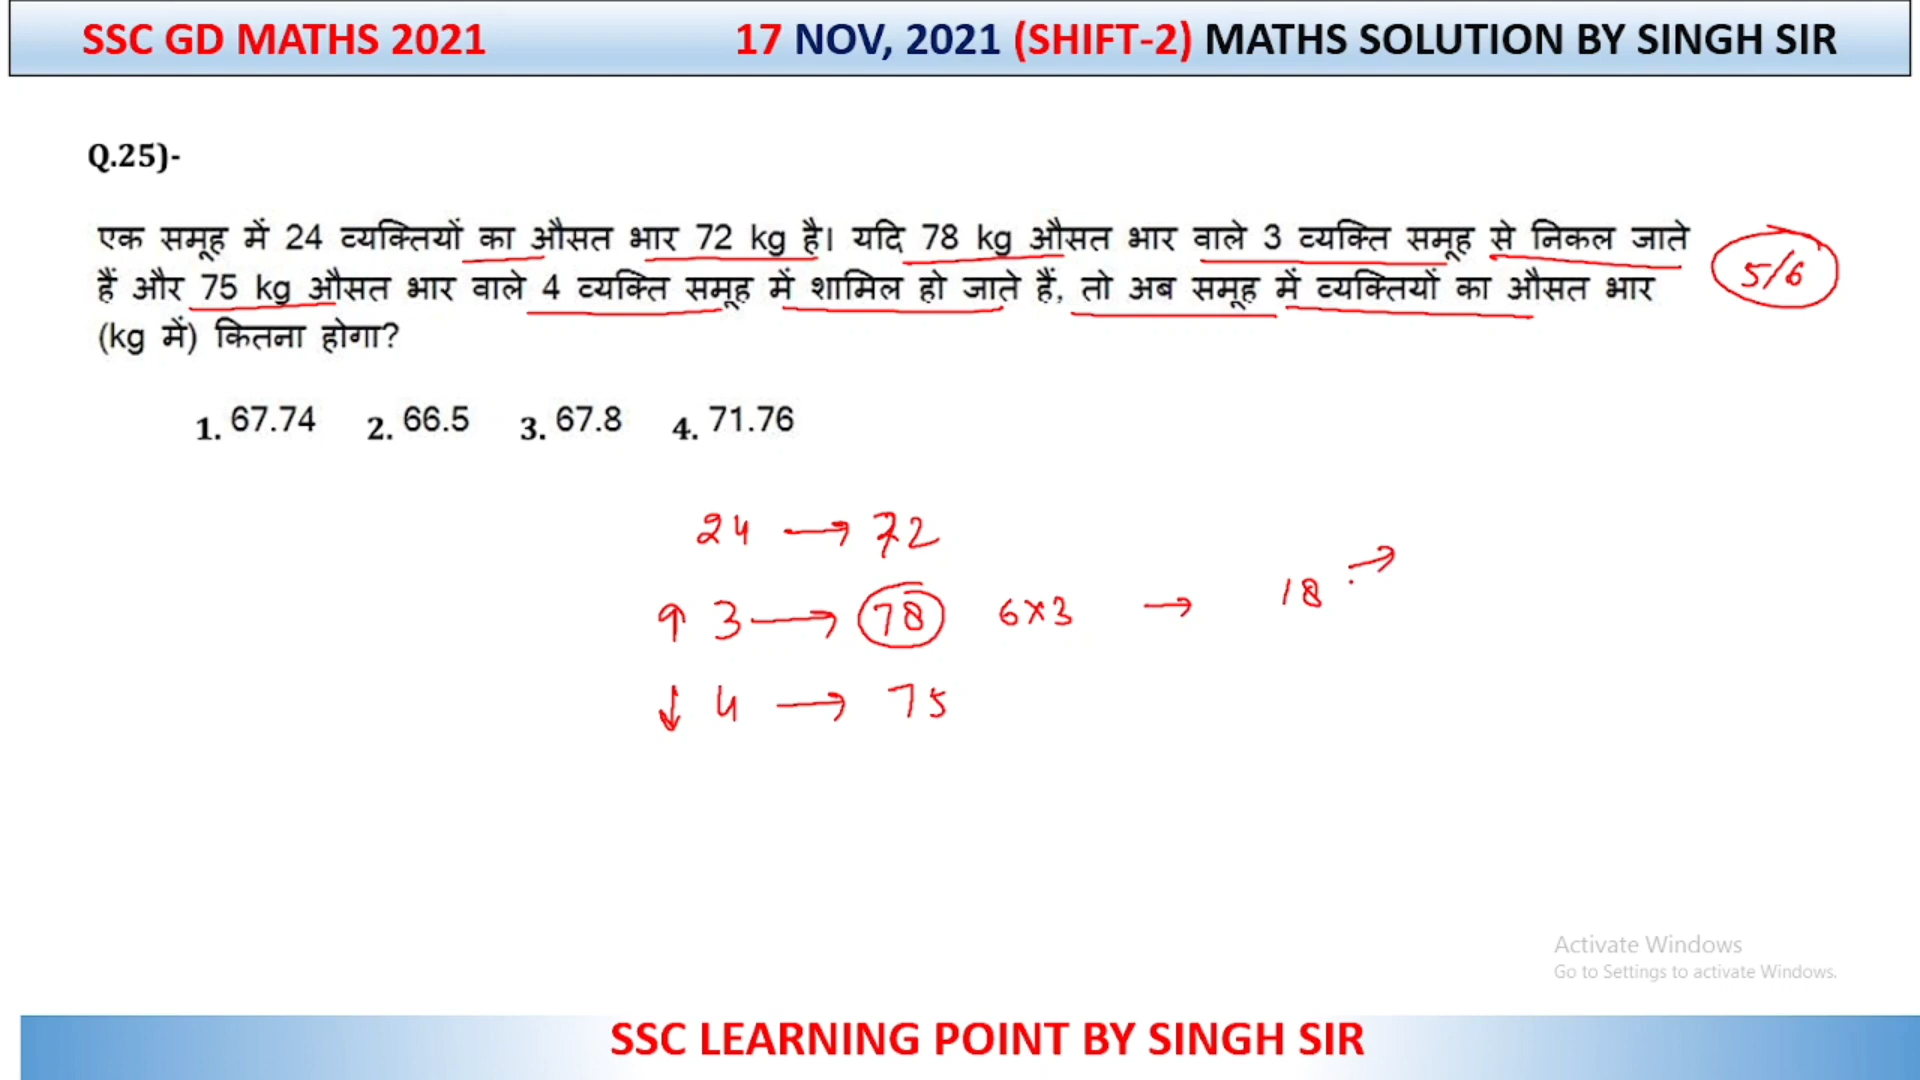 SSC GD MATHS 2021 17 NOV, 2021 (SHIFT-2) MATHS SOLUTION BY SINGH SIR
Q.25)-
एक समूह में 24 व्यक्तियों का औसत भार 72 kg है। यदि 78 kg औसत भार वाले 3 व्यक्ति समूह से निकल जाते
हैं और 75 kg औसत भार वाले 4 व्यक्ति समूह में शामिल हो जाते हैं, तो अब समूह में व्यक्तियों का औसत भार
(kg में) कितना होगा?
5/6
1. 67.74 2. 66.5 3. 67.8 4. 71.76
24 → 72
↑ 3 → 78 6×3 → 18 →
↓ 4 → 75
Activate Windows
Go to Settings to activate Windows.
SSC LEARNING POINT BY SINGH SIR